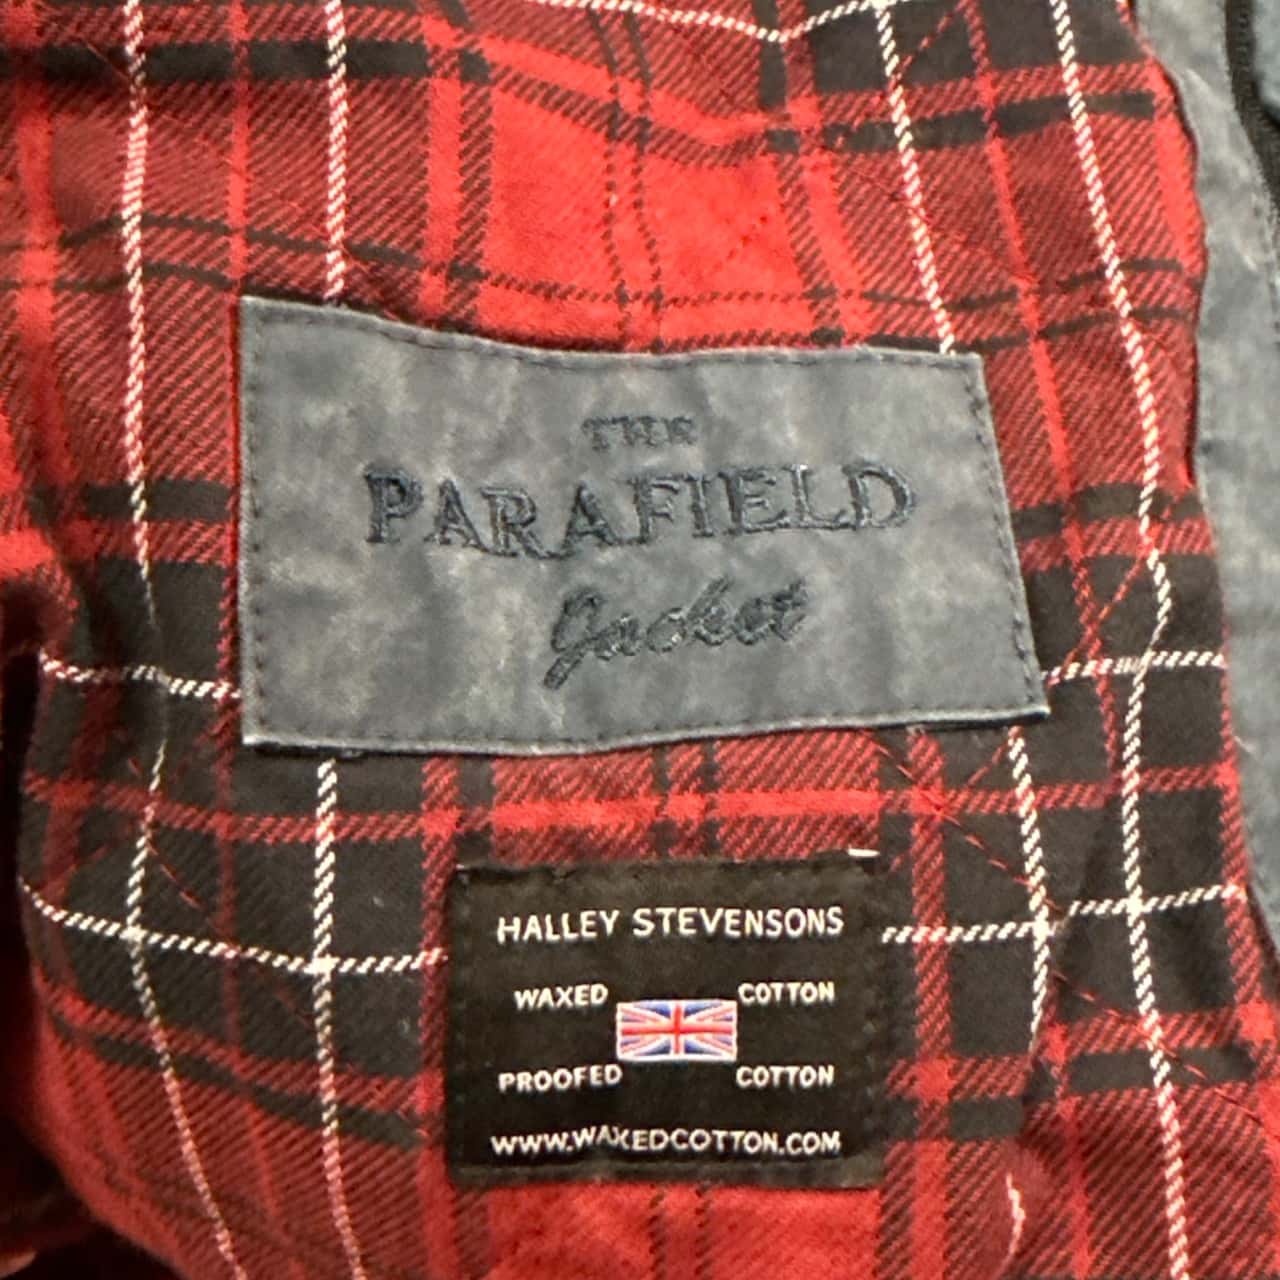 THE
PARAFIELD
Jacket
HALLEY STEVENSONS
WAXED COTTON
PROOFED COTTON
WWW.WAXEDCOTTON.COM